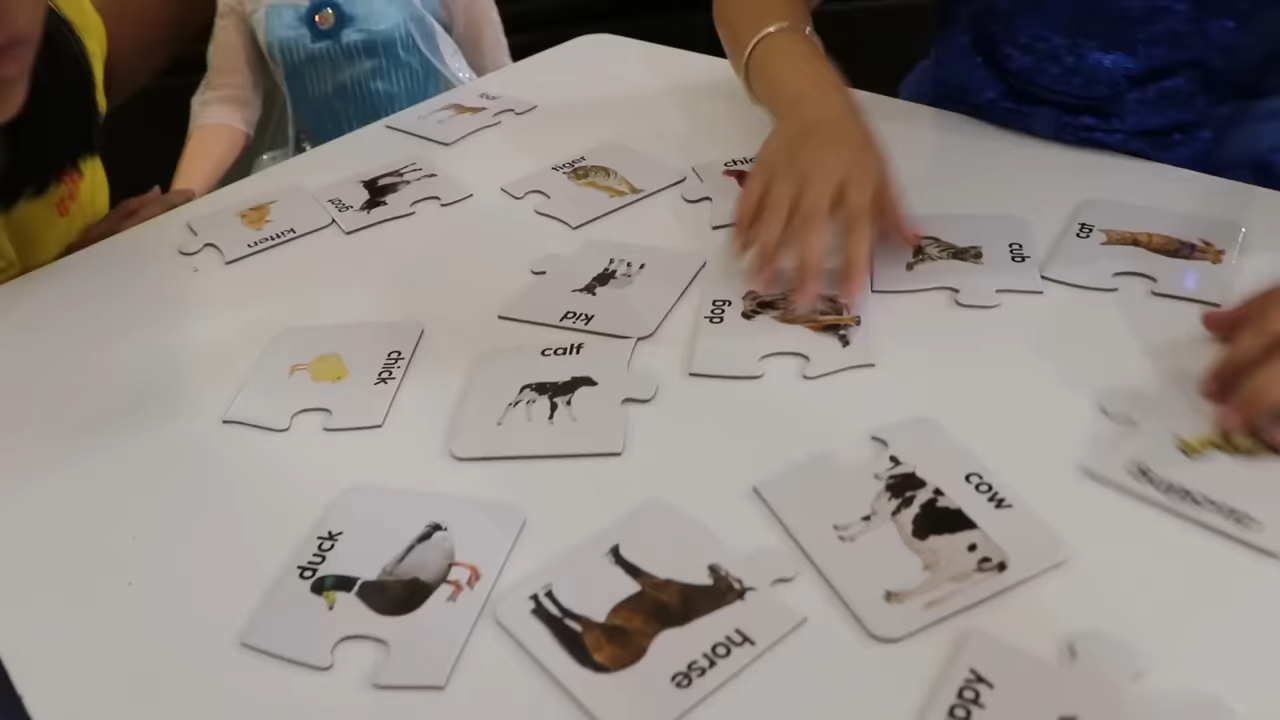 tiger
goat
kitten
kid
dog
cub
cat
chick
calf
cow
duck
horse